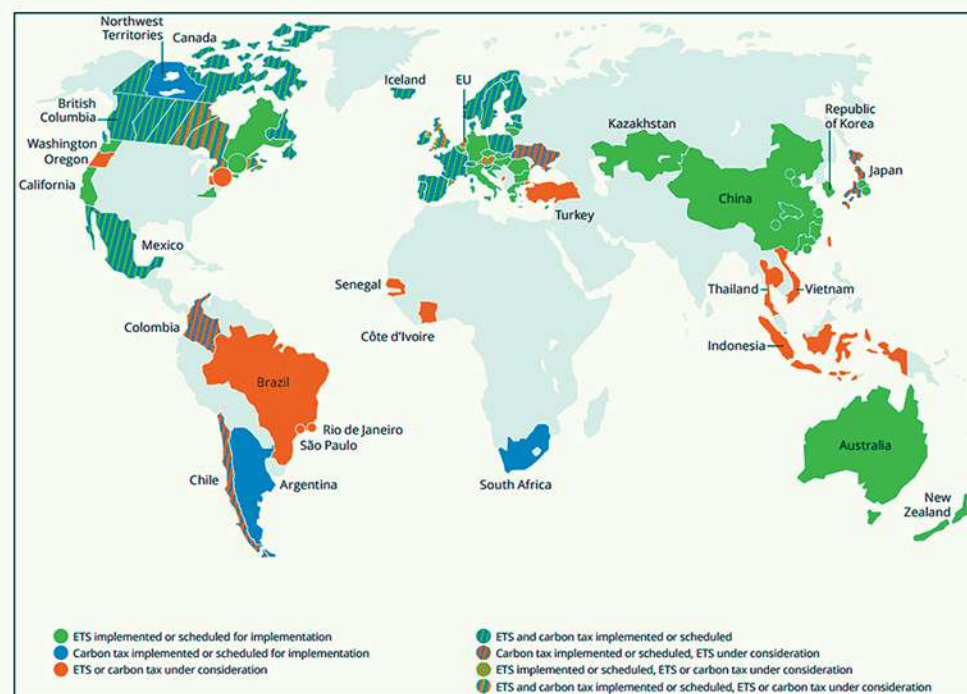 Northwest
Territories
Canada
British
Columbia
Washington
Oregon
California
Mexico
Iceland
EU
Kazakhstan
Republic
of Korea
Japan
China
Turkey
Senegal
Côte d'Ivoire
Thailand
Vietnam
Indonesia
Colombia
Brazil
Rio de Janeiro
São Paulo
Chile
Argentina
South Africa
Australia
New
Zealand
ETS implemented or scheduled for implementation
Carbon tax implemented or scheduled for implementation
ETS or carbon tax under consideration
ETS and carbon tax implemented or scheduled
Carbon tax implemented or scheduled, ETS under consideration
ETS implemented or scheduled, ETS or carbon tax under consideration
ETS and carbon tax implemented or scheduled, ETS or carbon tax under consideration